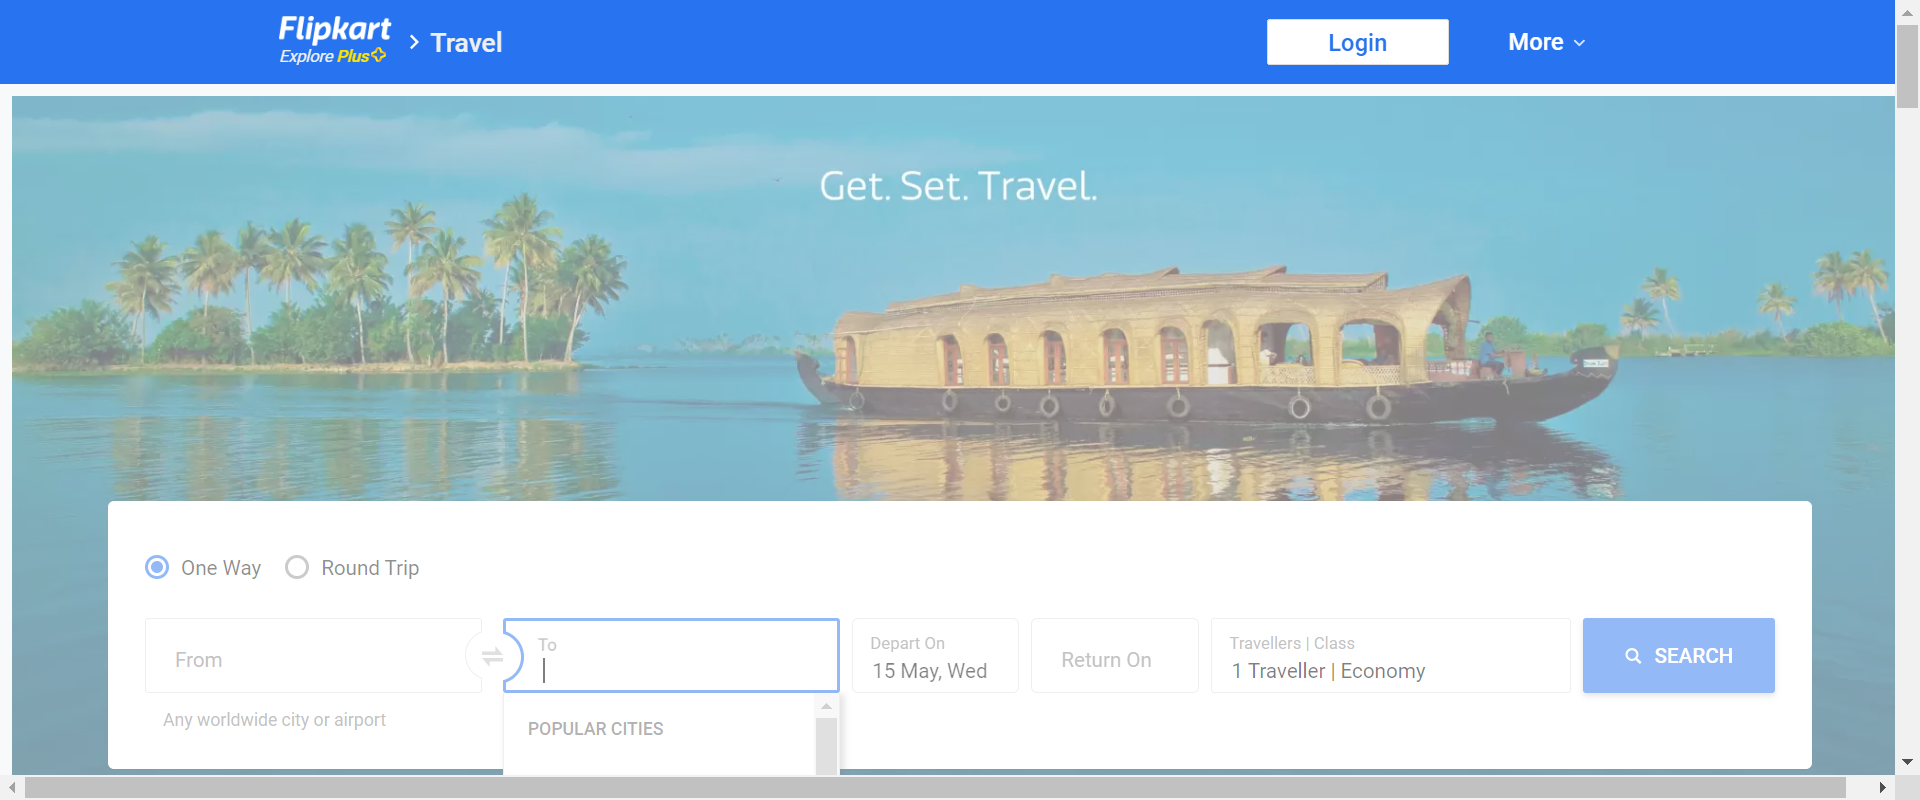 Flipkart
Explore Plus
Travel
Login
More
Get. Set. Travel.
One Way
Round Trip
From
To
Depart On
15 May, Wed
Return On
Travellers | Class
1 Traveller | Economy
SEARCH
Any worldwide city or airport
POPULAR CITIES